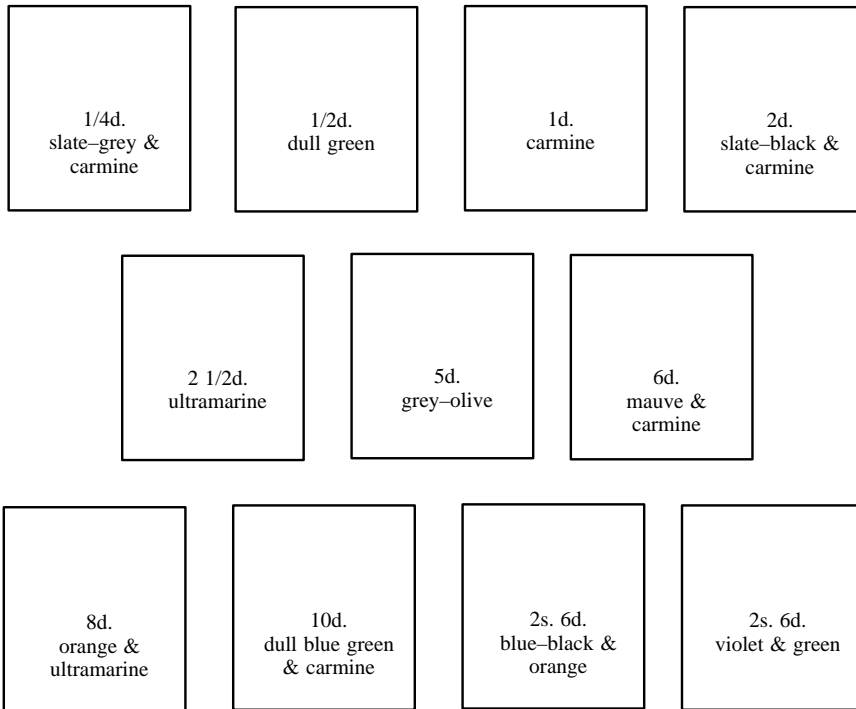 1/4d.
slate–grey &
carmine
1/2d.
dull green
1d.
carmine
2d.
slate–black &
carmine
2 1/2d.
ultramarine
5d.
grey–olive
6d.
mauve &
carmine
8d.
orange &
ultramarine
10d.
dull blue green
& carmine
2s. 6d.
blue–black &
orange
2s. 6d.
violet & green